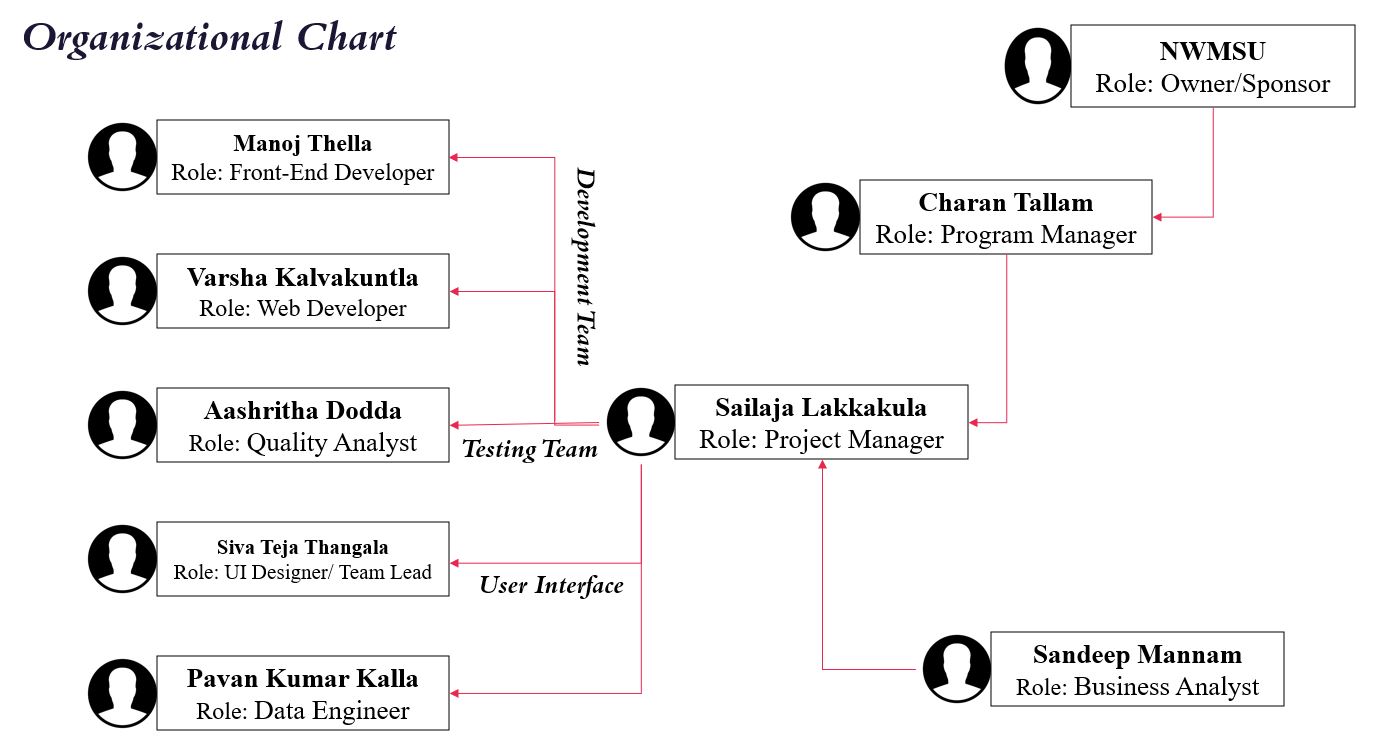 Organizational Chart
NWMSU
Role: Owner/Sponsor
Manoj Thella
Role: Front-End Developer
Development Team
Charan Tallam
Role: Program Manager
Varsha Kalvakuntla
Role: Web Developer
Aashritha Dodda
Role: Quality Analyst
Testing Team
Sailaja Lakkakula
Role: Project Manager
Siva Teja Thangala
Role: UI Designer/ Team Lead
User Interface
Pavan Kumar Kalla
Role: Data Engineer
Sandeep Mannam
Role: Business Analyst